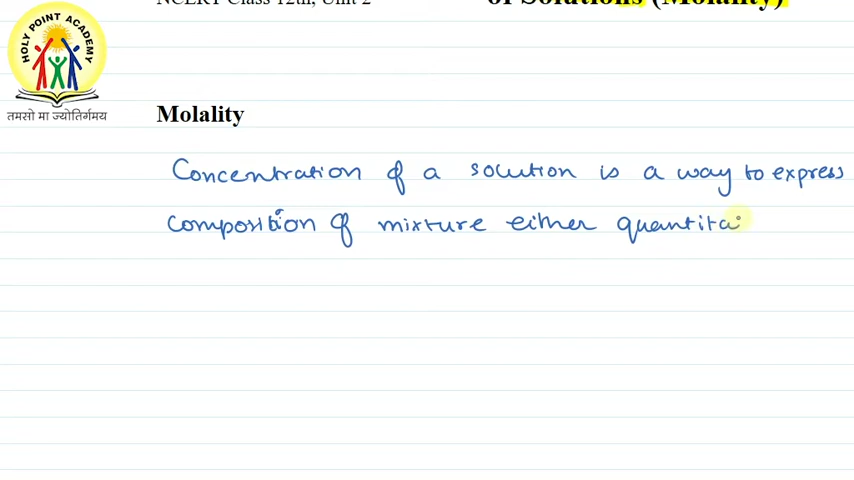 NCERT Class 12th, Unit 2
of Solutions (Molality)
HOLY POINT ACADEMY
तमसो मा ज्योतिर्गमय
Molality
Concentration of a solution is a way to express
composition of mixture either quantita